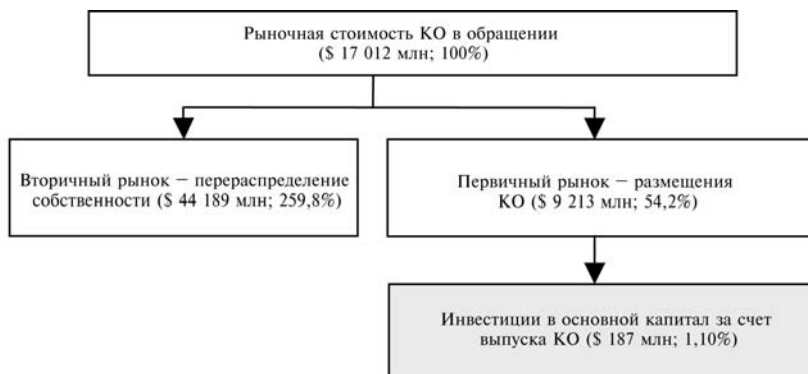 Рыночная стоимость КО в обращении
($ 17 012 млн; 100%)
Вторичный рынок – перераспределение
собственности ($ 44 189 млн; 259,8%)
Первичный рынок – размещения
КО ($ 9 213 млн; 54,2%)
Инвестиции в основной капитал за счет
выпуска КО ($ 187 млн; 1,10%)